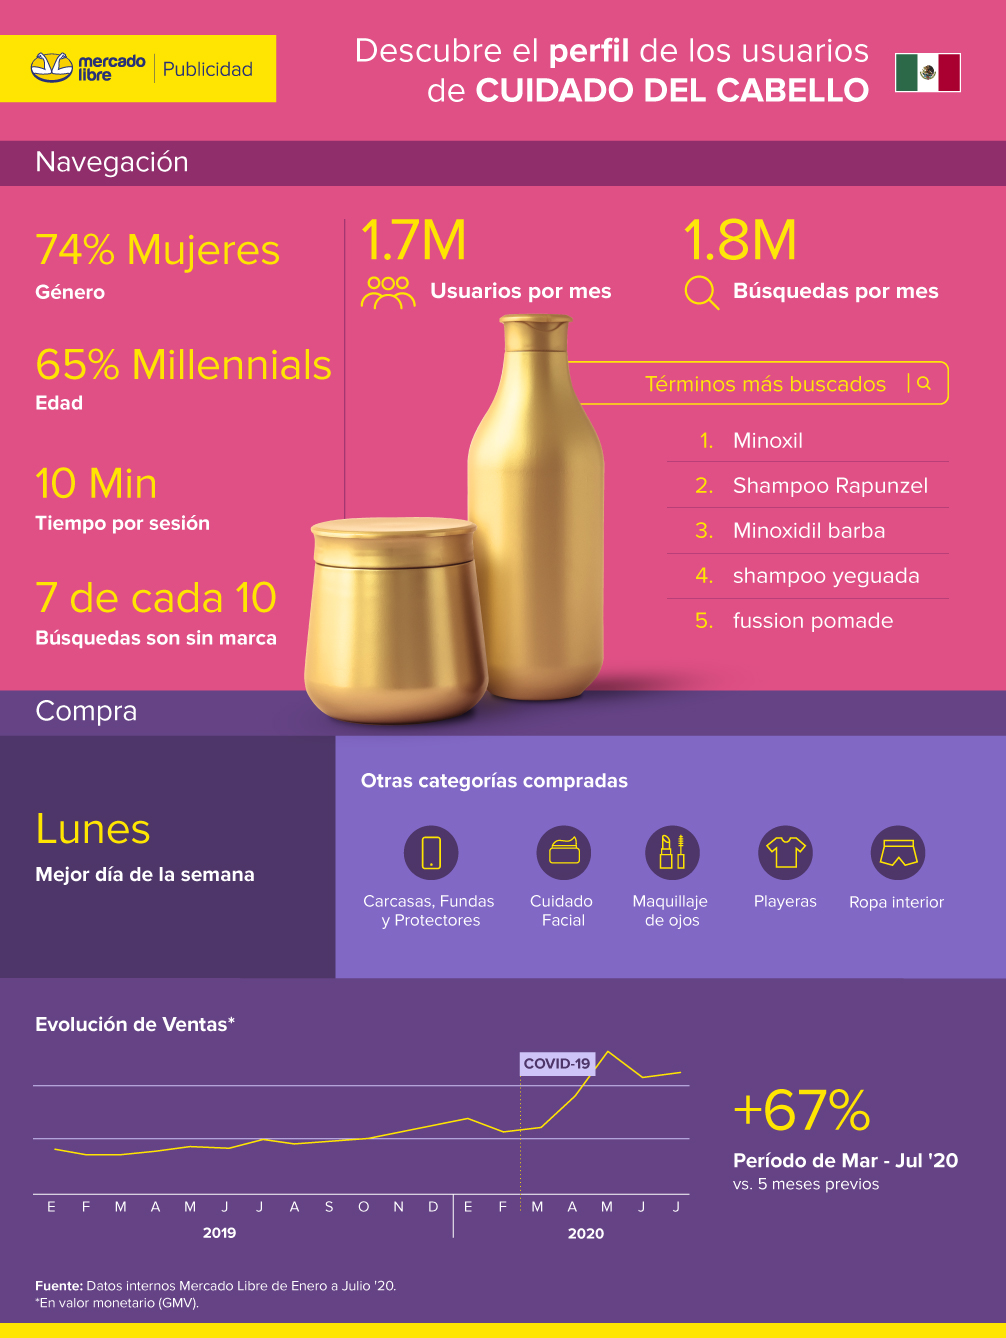 mercado
libre
Publicidad
Descubre el perfil de los usuarios
de CUIDADO DEL CABELLO
Navegación
74% Mujeres
Género
65% Millennials
Edad
10 Min
Tiempo por sesión
7 de cada 10
Búsquedas son sin marca
1.7M
Usuarios por mes
1.8M
Búsquedas por mes
Términos más buscados
1. Minoxil
2. Shampoo Rapunzel
3. Minoxidil barba
4. shampoo yeguada
5. fussion pomade
Compra
Lunes
Mejor día de la semana
Otras categorías compradas
Carcasas, Fundas
y Protectores
Cuidado
Facial
Maquillaje
de ojos
Playeras
Ropa interior
Evolución de Ventas*
COVID-19
E F M A M J J A S O N D E F M A M J J
2019
2020
+67%
Período de Mar - Jul '20
vs. 5 meses previos
Fuente: Datos internos Mercado Libre de Enero a Julio '20.
*En valor monetario (GMV).